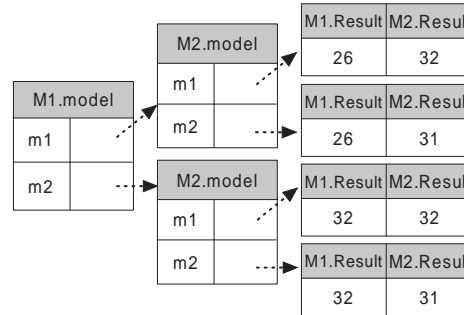 M1.model
m1
m2
M2.model
m1
m2
M2.model
m1
m2
M1.Result M2.Resul
26 32
M1.Result M2.Resul
26 31
M1.Result M2.Resul
32 32
M1.Result M2.Resul
32 31